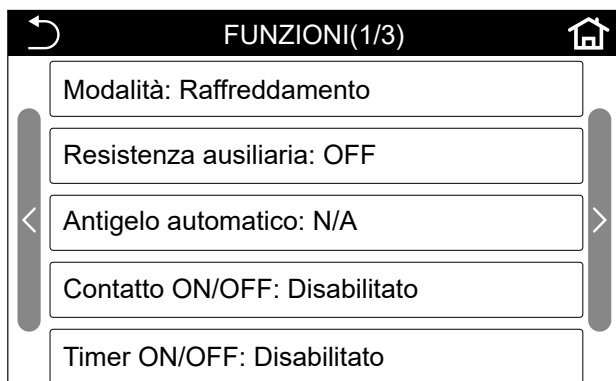 FUNZIONI(1/3)
Modalità: Raffreddamento
Resistenza ausiliaria: OFF
Antigelo automatico: N/A
Contatto ON/OFF: Disabilitato
Timer ON/OFF: Disabilitato